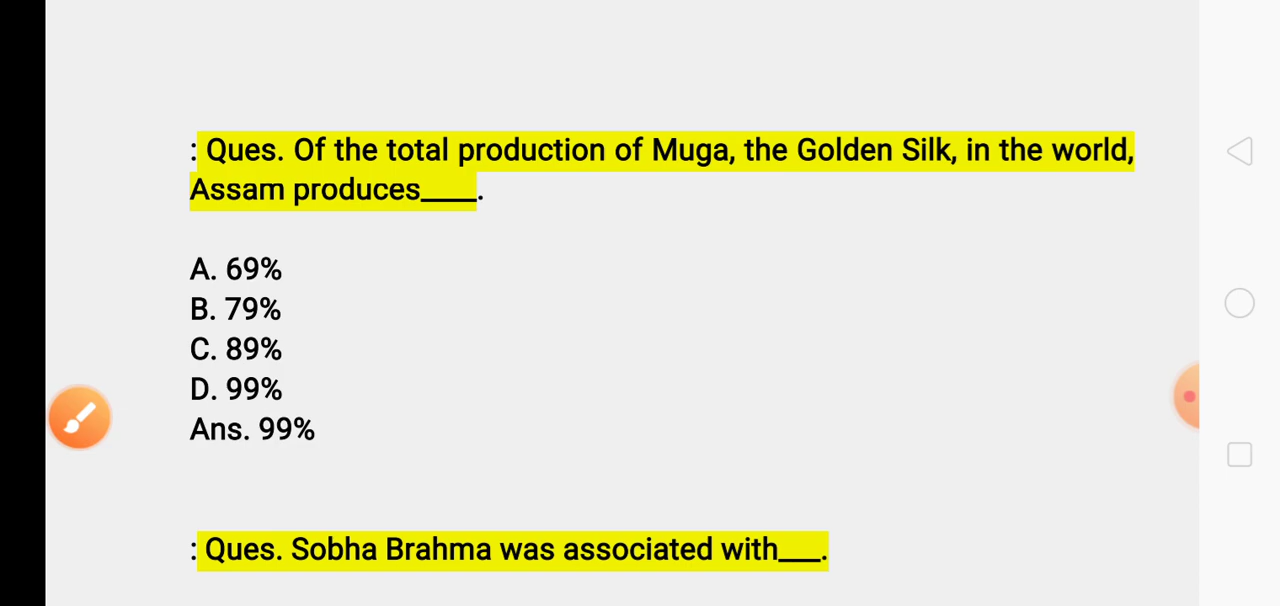 : Ques. Of the total production of Muga, the Golden Silk, in the world,
Assam produces____.
A. 69%
B. 79%
C. 89%
D. 99%
Ans. 99%
: Ques. Sobha Brahma was associated with___.